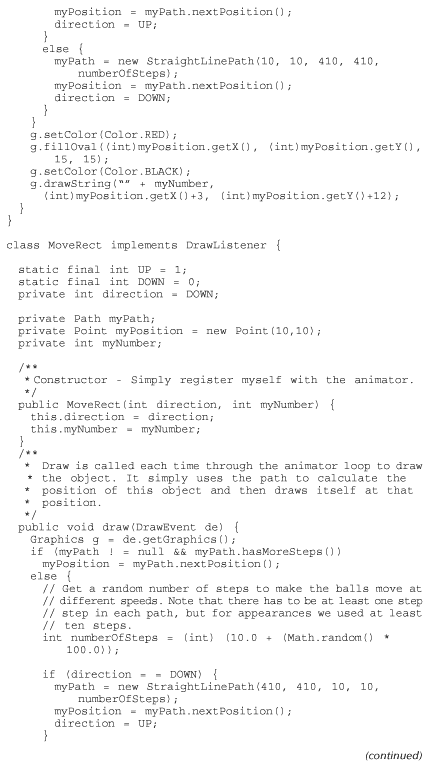 myPosition = myPath.nextPosition();
direction = UP;
}
else {
myPath = new StraightLinePath(10, 10, 410, 410,
numberOfSteps);
myPosition = myPath.nextPosition();
direction = DOWN;
}
}
g.setColor(Color.RED);
g.fillOval((int)myPosition.getX(), (int)myPosition.getY(),
15, 15);
g.setColor(Color.BLACK);
g.drawString(“” + myNumber,
(int)myPosition.getX()+3, (int)myPosition.getY()+12);
}
}
class MoveRect implements DrawListener {
static final int UP = 1;
static final int DOWN = 0;
private int direction = DOWN;
private Path myPath;
private Point myPosition = new Point(10,10);
private int myNumber;
/**
* Constructor - Simply register myself with the animator.
*/
public MoveRect(int direction, int myNumber) {
this.direction = direction;
this.myNumber = myNumber;
}
/**
* Draw is called each time through the animator loop to draw
* the object. It simply uses the path to calculate the
* position of this object and then draws itself at that
* position.
*/
public void draw(DrawEvent de) {
Graphics g = de.getGraphics();
if (myPath ! = null && myPath.hasMoreSteps())
myPosition = myPath.nextPosition();
else {
// Get a random number of steps to make the balls move at
// different speeds. Note that there has to be at least one step
// step in each path, but for appearances we used at least
// ten steps.
int numberOfSteps = (int) (10.0 + (Math.random() *
100.0));
if (direction = = DOWN) {
myPath = new StraightLinePath(410, 410, 10, 10,
numberOfSteps);
myPosition = myPath.nextPosition();
direction = UP;
}
(continued)